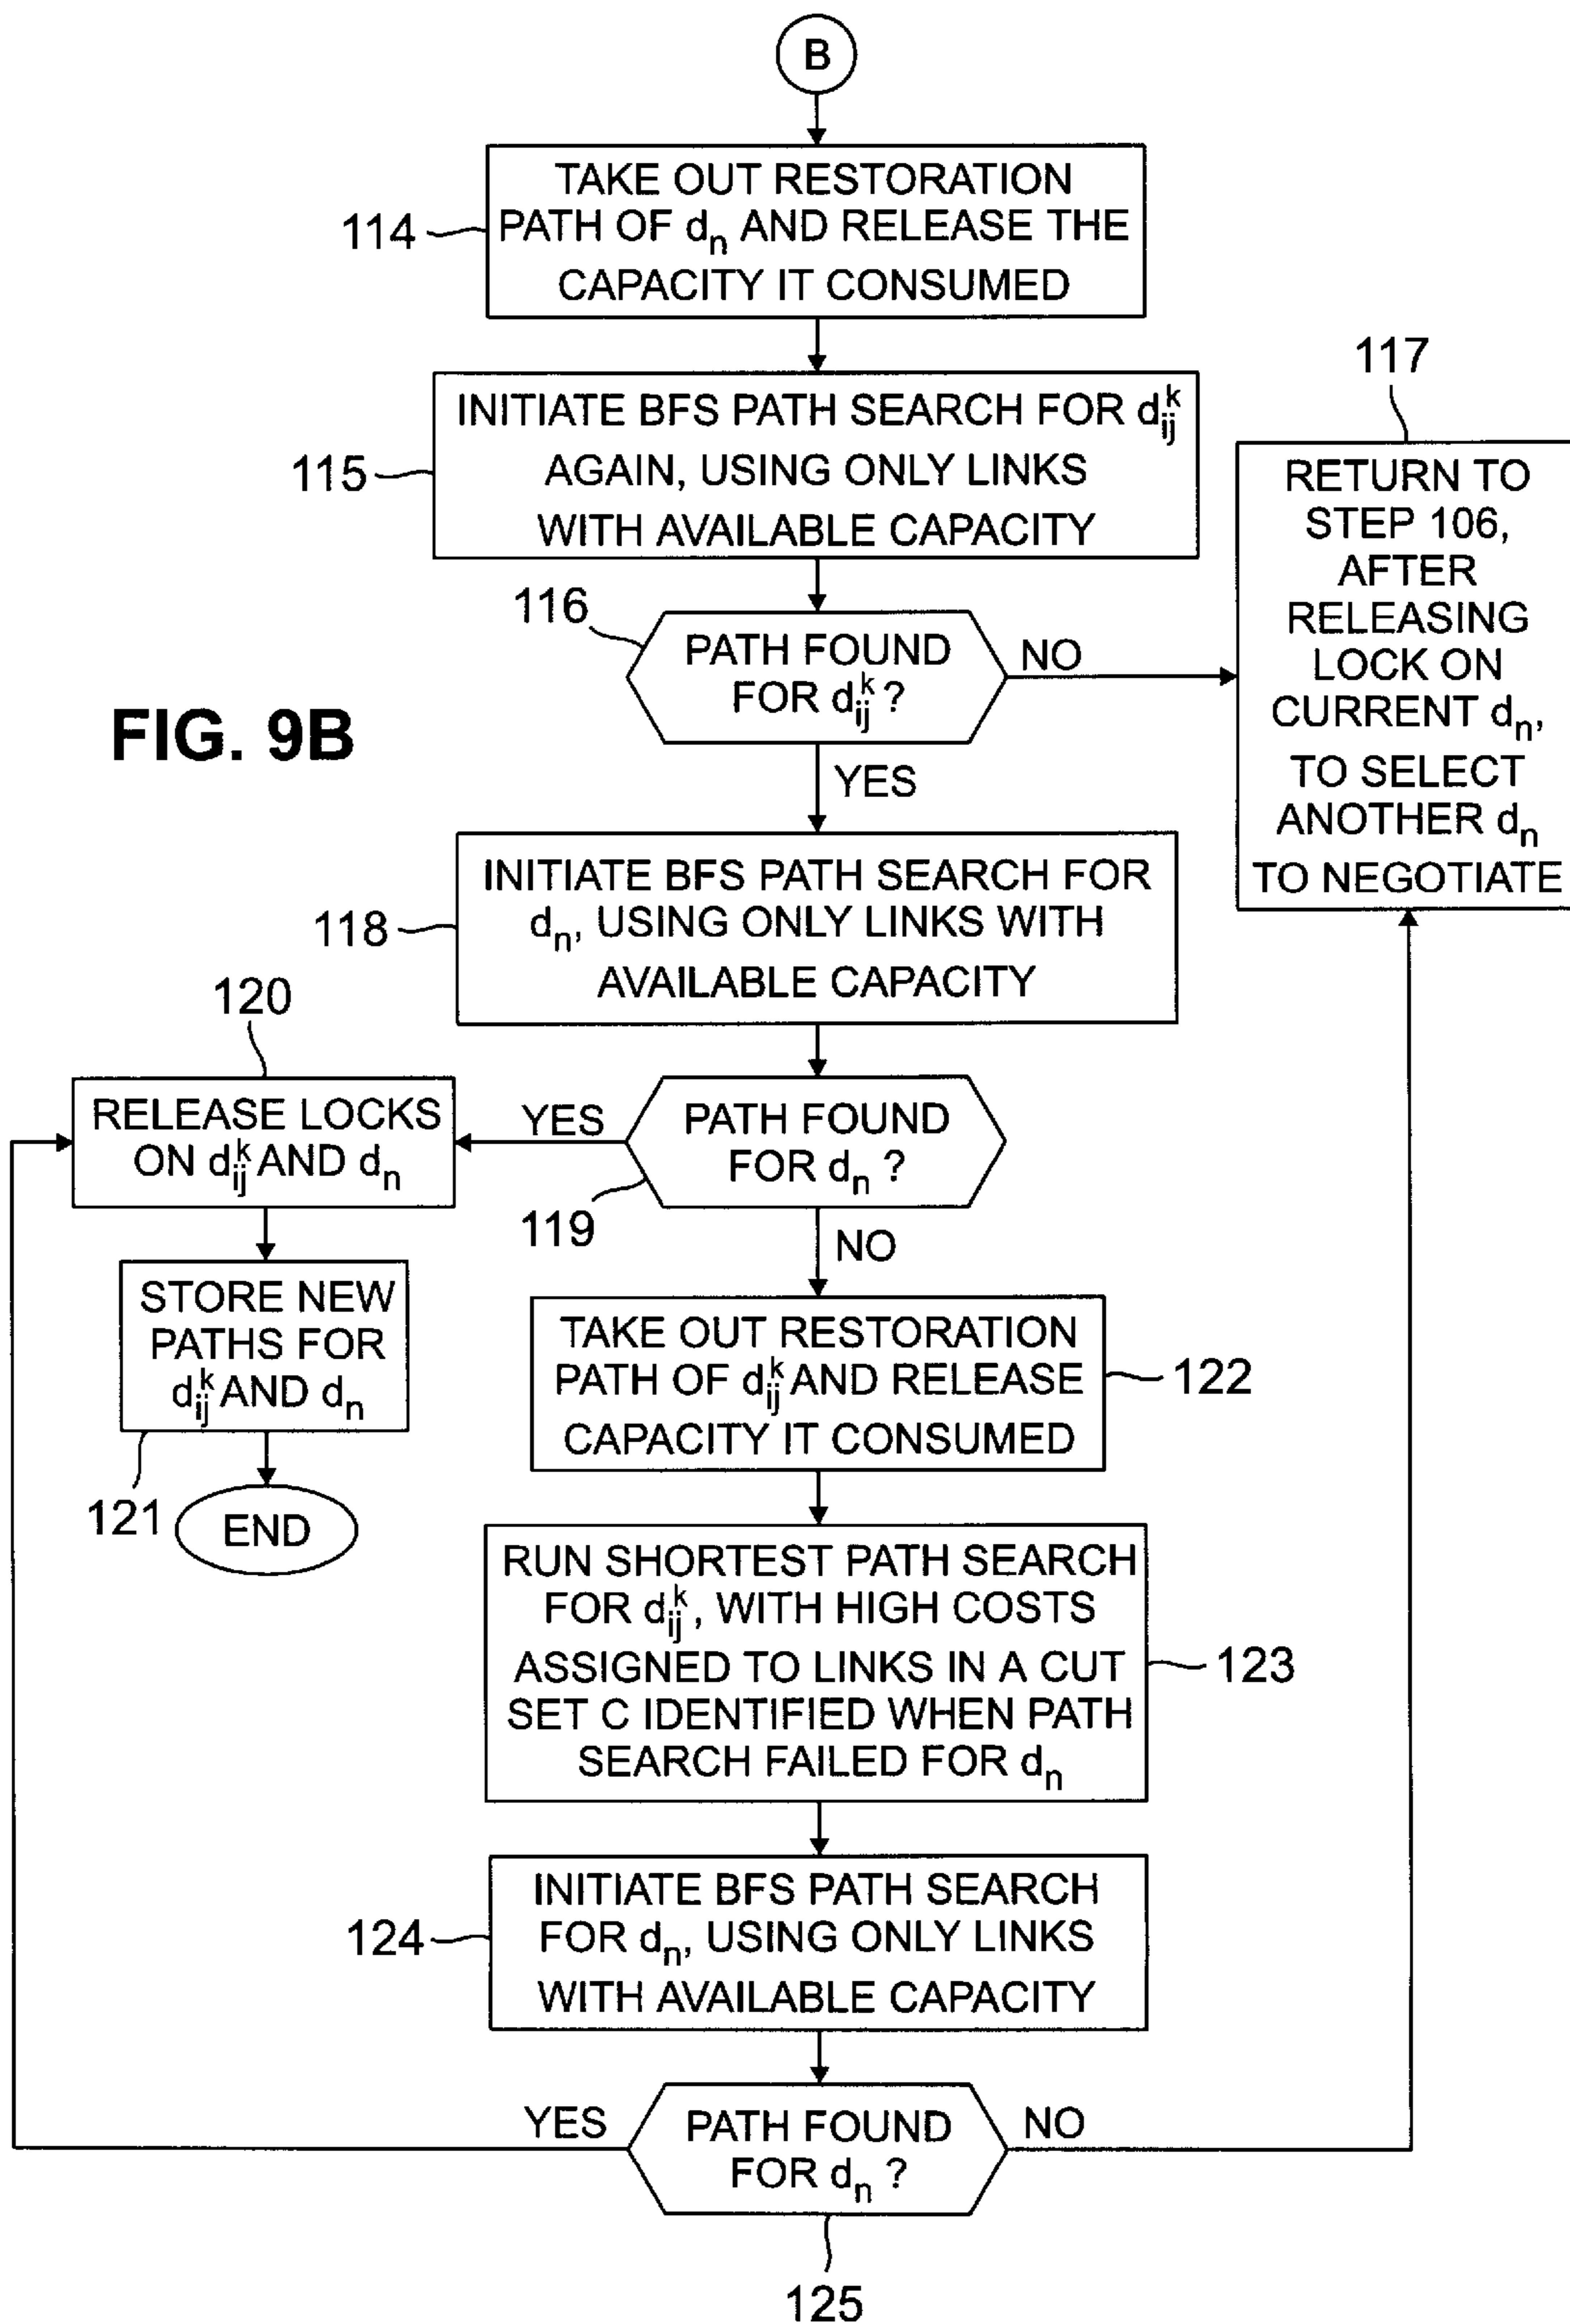 B
TAKE OUT RESTORATION
PATH OF dn AND RELEASE THE
CAPACITY IT CONSUMED
114
INITIATE BFS PATH SEARCH FOR d^k_ij
AGAIN, USING ONLY LINKS
WITH AVAILABLE CAPACITY
115
117
RETURN TO
STEP 106,
AFTER
RELEASING
LOCK ON
CURRENT dn,
TO SELECT
ANOTHER dn
TO NEGOTIATE
116
PATH FOUND
FOR d^k_ij ?
NO
YES
FIG. 9B
INITIATE BFS PATH SEARCH FOR
dn, USING ONLY LINKS WITH
AVAILABLE CAPACITY
118
120
RELEASE LOCKS
ON d^k_ij AND dn
YES
PATH FOUND
FOR dn ?
119
NO
STORE NEW
PATHS FOR
d^k_ij AND dn
121
END
TAKE OUT RESTORATION
PATH OF d^k_ij AND RELEASE
CAPACITY IT CONSUMED
122
RUN SHORTEST PATH SEARCH
FOR d^k_ij, WITH HIGH COSTS
ASSIGNED TO LINKS IN A CUT
SET C IDENTIFIED WHEN PATH
SEARCH FAILED FOR dn
123
INITIATE BFS PATH SEARCH
FOR dn, USING ONLY LINKS
WITH AVAILABLE CAPACITY
124
YES
PATH FOUND
FOR dn ?
NO
125